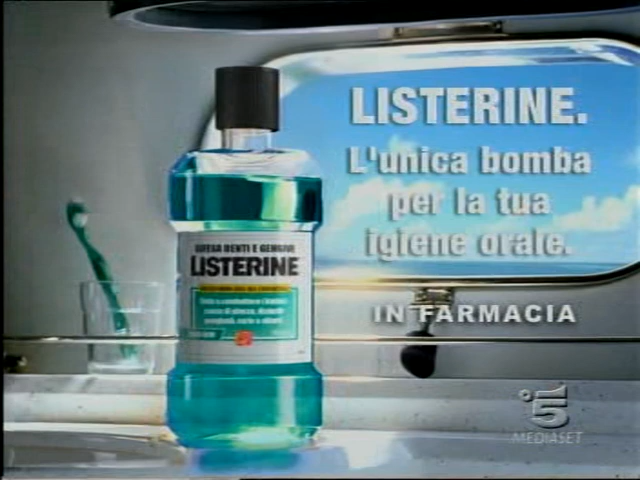 LISTERINE.
L'unica bomba
per la tua
igiene orale.
DIFESA DENTI E GENGIVE
LISTERINE
IN FARMACIA
5
MEDIASET